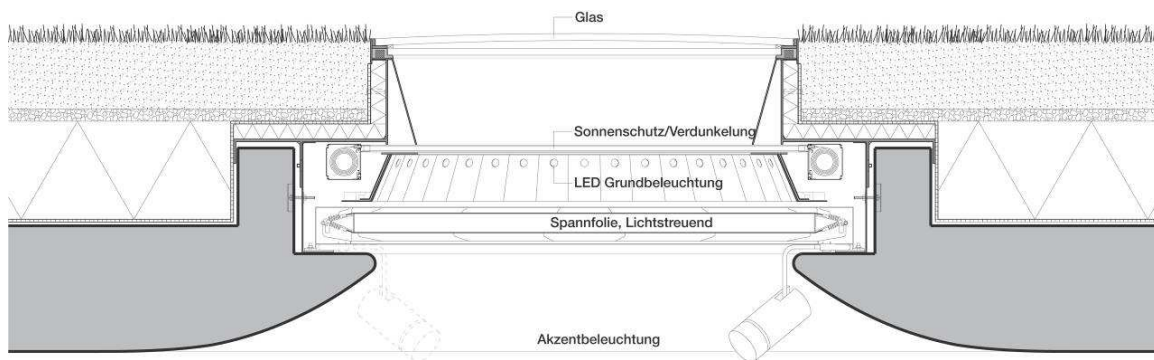 Glas
Sonnenschutz/Verdunkelung
LED Grundbeleuchtung
Spannfolie, Lichtstreuend
Akzentbeleuchtung